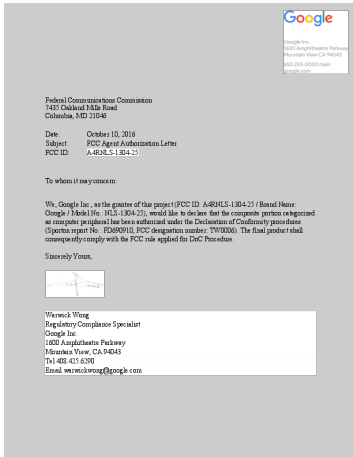 Google
Google Inc.
1600 Amphitheatre Parkway
Mountain View CA 94043
650 253-0000 main
google.com
Federal Communications Commission
7435 Oakland Mills Road
Columbia, MD 21046
Date: October 10, 2016
Subject: FCC Agent Authorization Letter
FCC ID: A4RNLS-1304-25
To whom it may concern:
We, Google Inc., as the grantee of this project (FCC ID: A4RNLS-1304-25 / Brand Name:
Google / Model No.: NLS-1304-25), would like to declare that the composite portion categorized
as computer peripheral has been authorized under the Declaration of Conformity procedures
(Sporton report No.: FD690910, FCC designation number: TW0006). The final product shall
consequently comply with the FCC rule applied for DoC Procedure.
Sincerely Yours,
Warwick Wong
Regulatory Compliance Specialist
Google Inc.
1600 Amphitheatre Parkway
Mountain View, CA 94043
Tel 408.425.6290
Email warwickwong@google.com